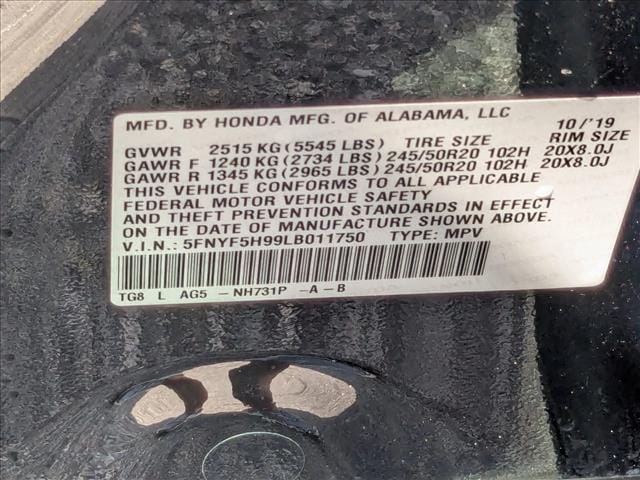 MFD. BY HONDA MFG. OF ALABAMA, LLC 10/'19
GVWR 2515 KG (5545 LBS) TIRE SIZE RIM SIZE
GAWR F 1240 KG (2734 LBS) 245/50R20 102H 20X8.0J
GAWR R 1345 KG (2965 LBS) 245/50R20 102H 20X8.0J
THIS VEHICLE CONFORMS TO ALL APPLICABLE
FEDERAL MOTOR VEHICLE SAFETY
AND THEFT PREVENTION STANDARDS IN EFFECT
ON THE DATE OF MANUFACTURE SHOWN ABOVE.
V.I.N.: 5FNYF5H99LB011750 TYPE: MPV
TG8 L AG5 -NH731P -A-B